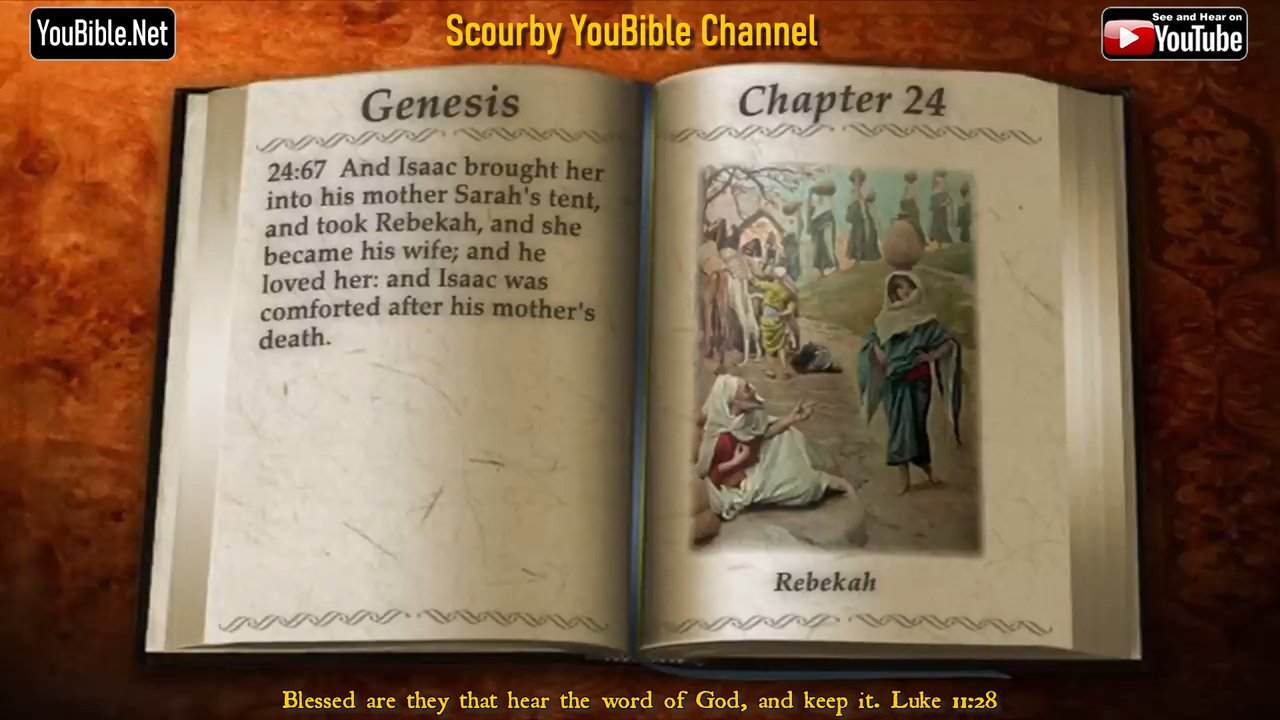 YouBible.Net
Scourby YouBible Channel
See and Hear on
YouTube
Genesis
24:67 And Isaac brought her
into his mother Sarah's tent,
and took Rebekah, and she
became his wife; and he
loved her: and Isaac was
comforted after his mother's
death.
Chapter 24
Rebekah
Blessed are they that hear the word of God, and keep it. Luke 11:28